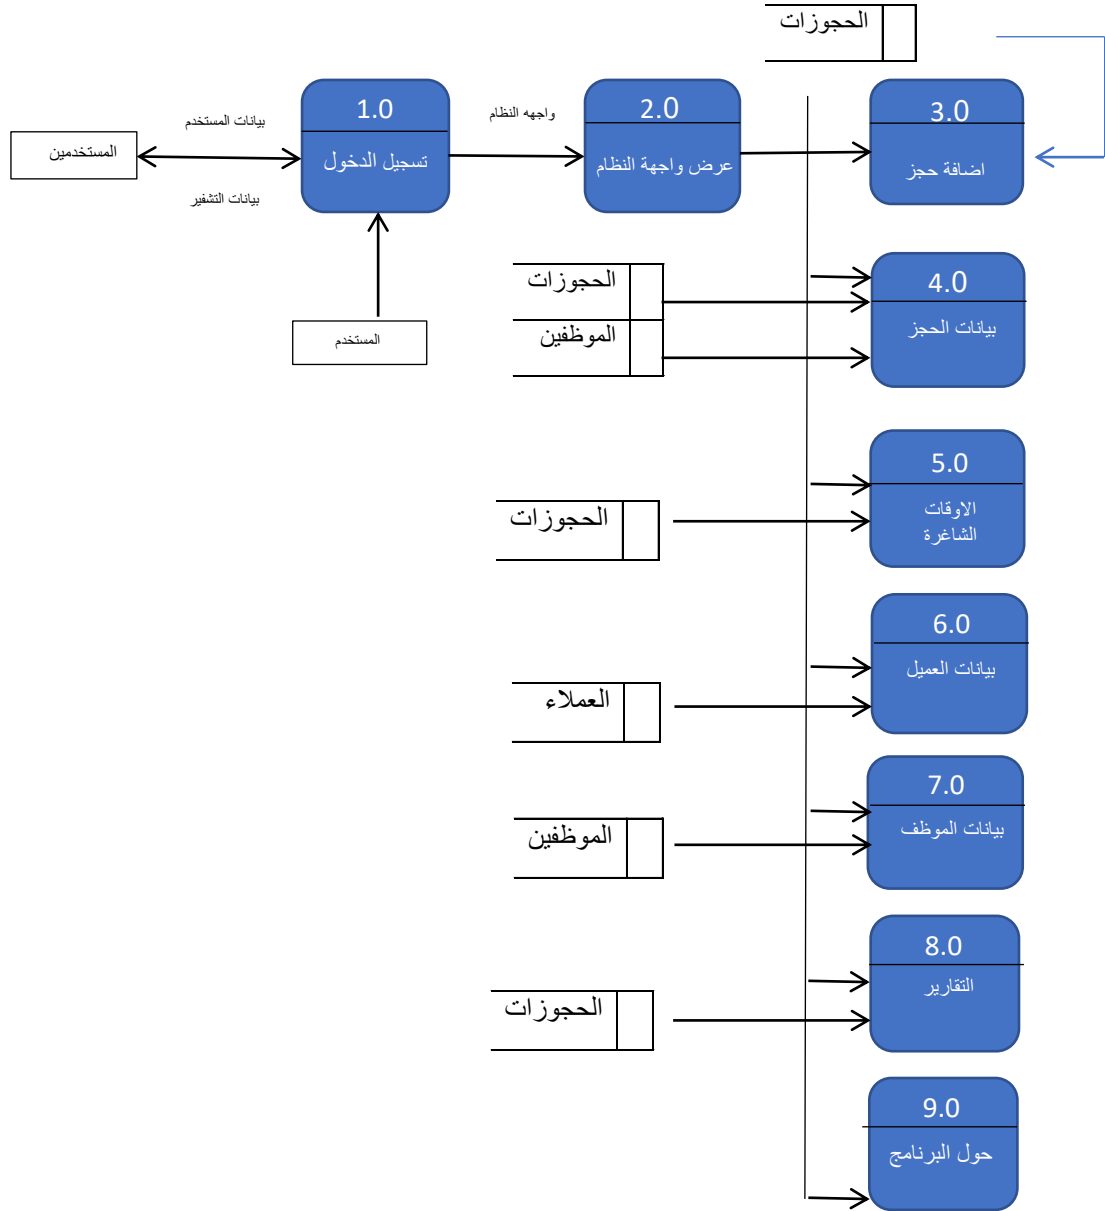 الحجوزات
1.0
تسجيل الدخول
واجهه النظام
2.0
عرض واجهة النظام
3.0
اضافة حجز
بيانات المستخدم
المستخدمين
بيانات التشفير
المستخدم
الحجوزات
الموظفين
4.0
بيانات الحجز
5.0
الاوقات
الشاغرة
الحجوزات
6.0
بيانات العميل
العملاء
7.0
بيانات الموظف
الموظفين
8.0
التقارير
الحجوزات
9.0
حول البرنامج